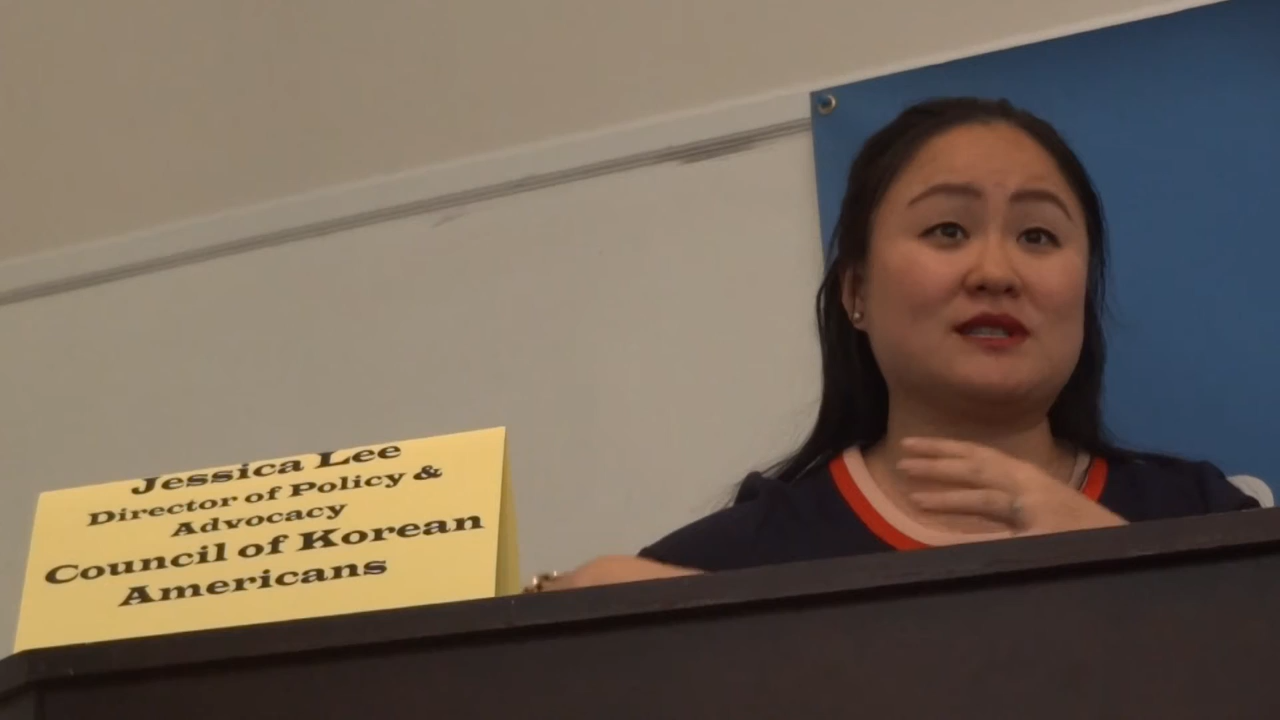 Jessica Lee
Director of Policy &
Advocacy
Council of Korean
Americans